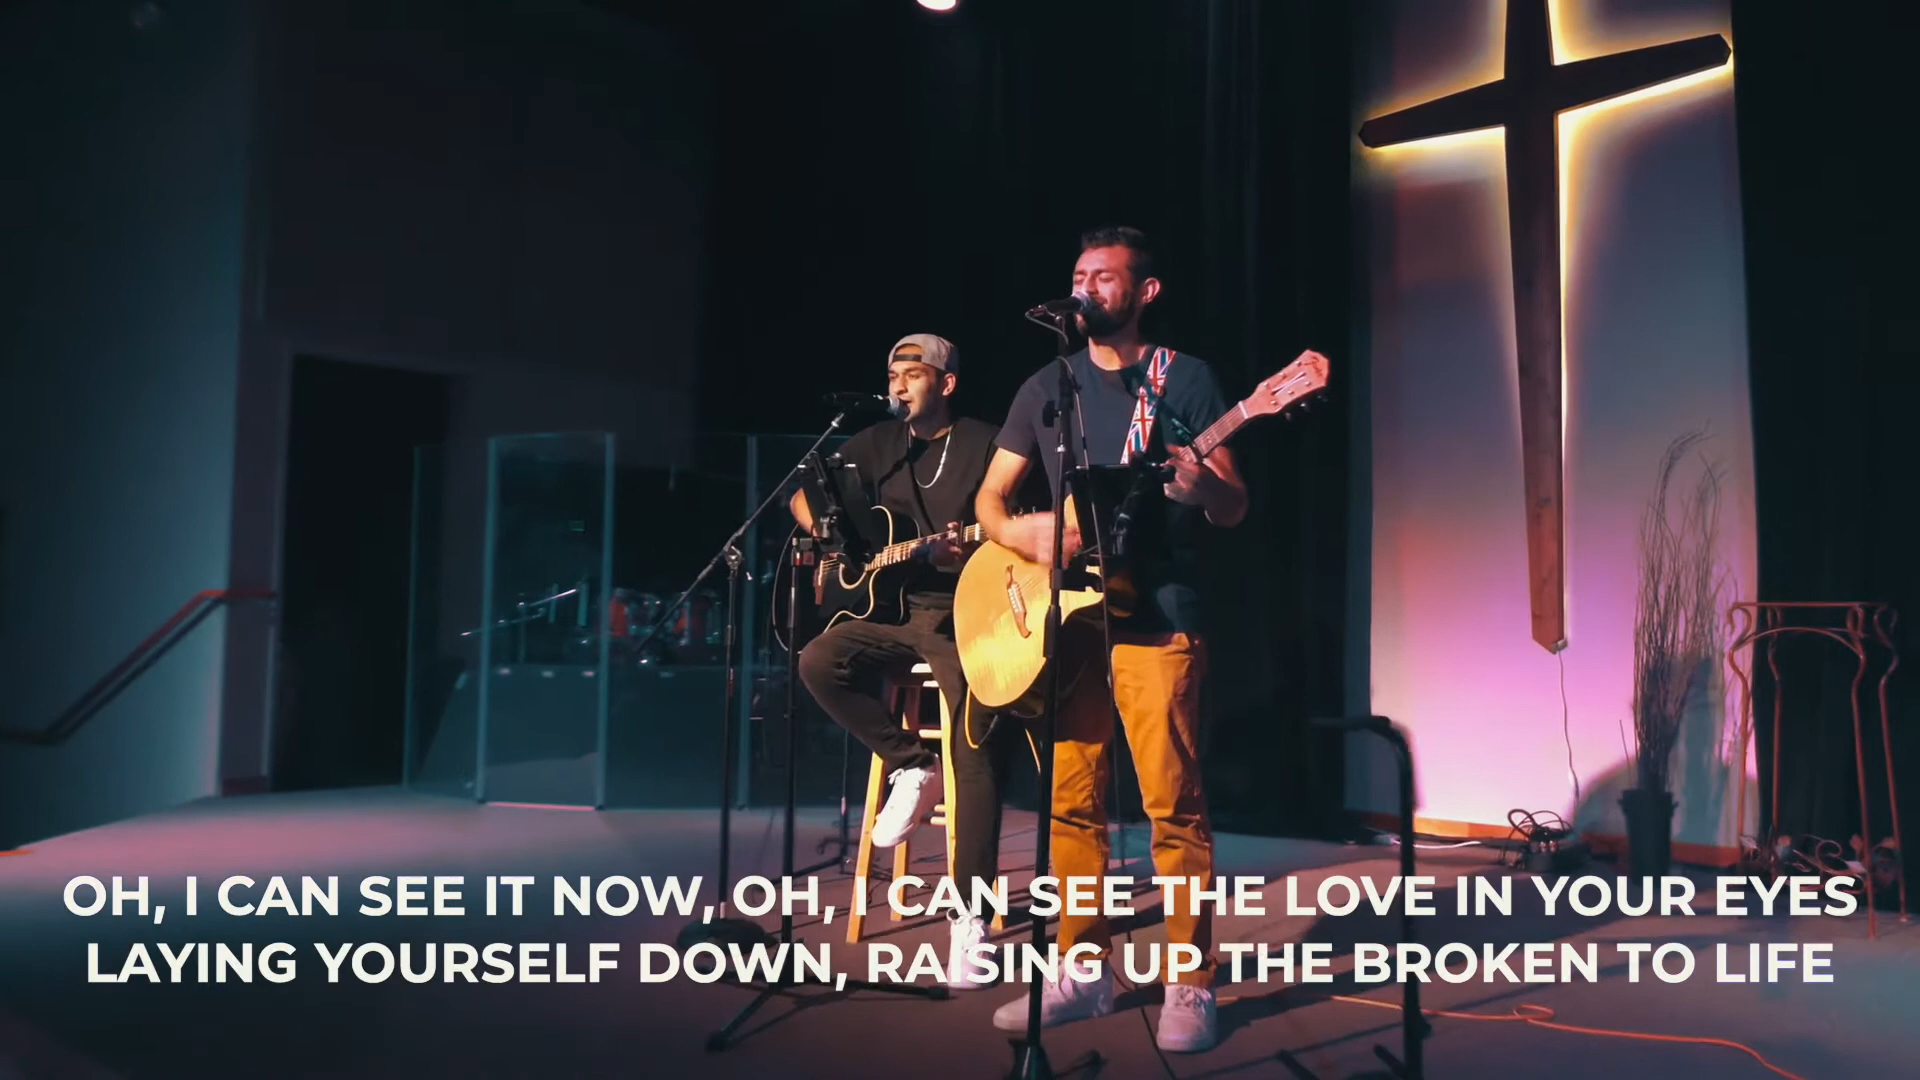 OH, I CAN SEE IT NOW, OH, I CAN SEE THE LOVE IN YOUR EYES
LAYING YOURSELF DOWN, RAISING UP THE BROKEN TO LIFE